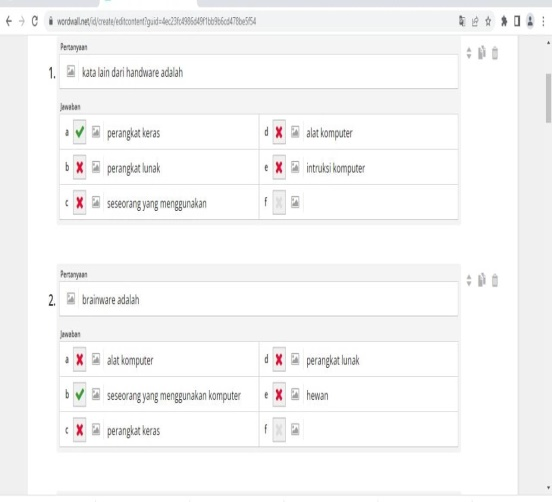 wordwall.net/id/create/editcontent?guid=4ec23fc4986d49f1bb9b6cd478be5f54
Pertanyaan
1. kata lain dari handware adalah
Jawaban
a perangkat keras
d alat komputer
b perangkat lunak
e intruksi komputer
c seseorang yang menggunakan
f
Pertanyaan
2. brainware adalah
Jawaban
a alat komputer
d perangkat lunak
b seseorang yang menggunakan komputer
e hewan
c perangkat keras
f